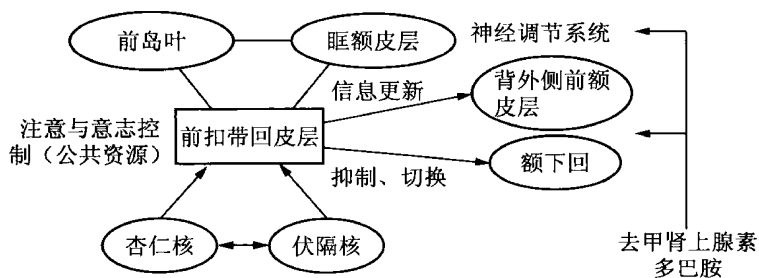 前岛叶
眶额皮层
神经调节系统
信息更新
背外侧前额
皮层
注意与意志控
制（公共资源）
前扣带回皮层
抑制、切换
额下回
杏仁核
伏隔核
去甲肾上腺素
多巴胺